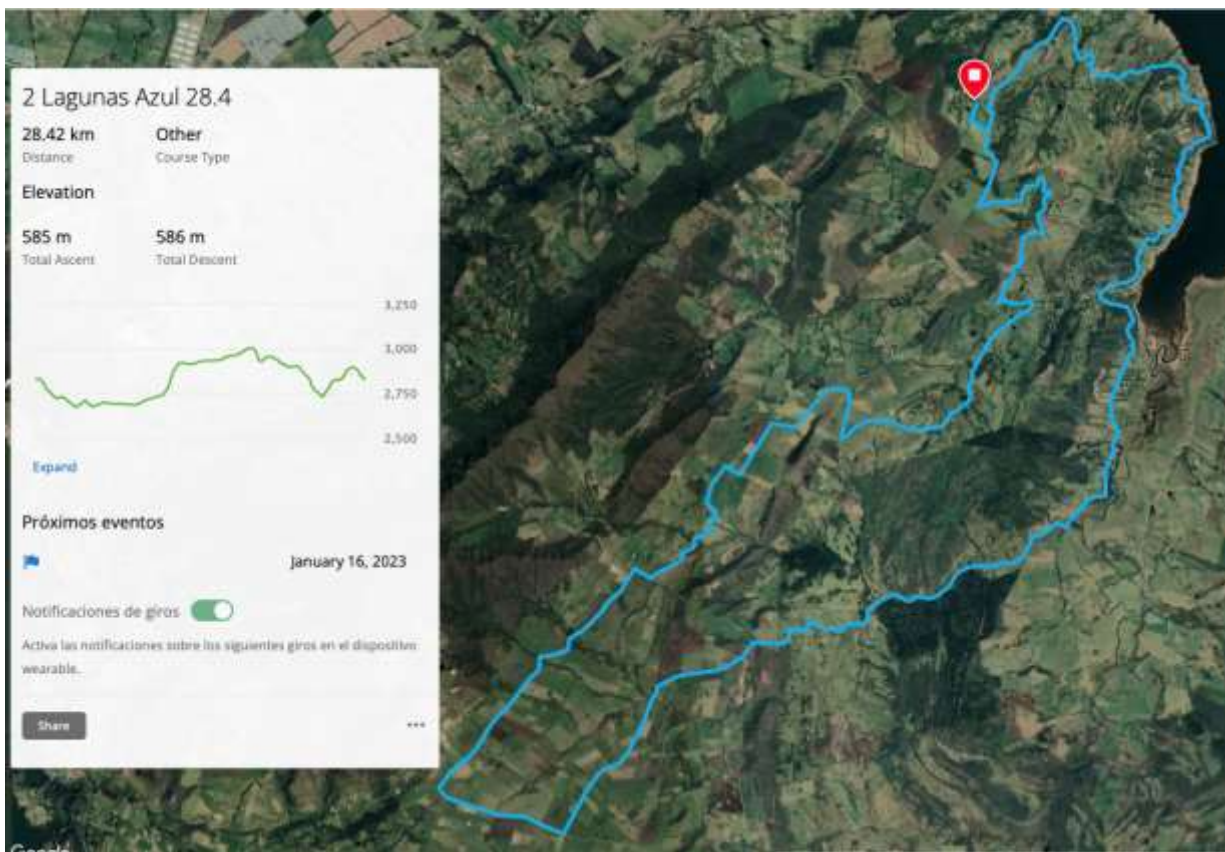 2 Lagunas Azul 28.4
28.42 km Other
Distance Course Type
Elevation
585 m 586 m
Total Ascent Total Descent
3,250
3,000
2,750
2,500
Expand
Próximos eventos
January 16, 2023
Notificaciones de giros
Activa las notificaciones sobre los siguientes giros en el dispositivo
wearable.
Share
Google